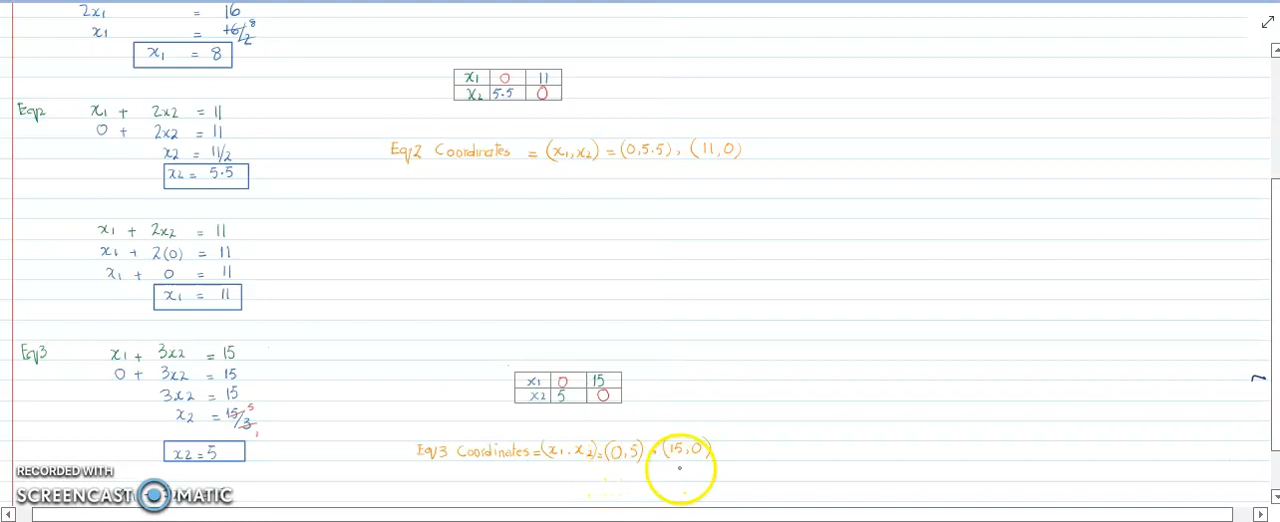 2x1 = 16
x1 = 16/2 8
x1 = 8
x1 0 11
x2 5.5 0
Eq2 x1 + 2x2 = 11
0 + 2x2 = 11
x2 = 11/2
x2 = 5.5
Eq2 Coordinates = (x1, x2) = (0, 5.5), (11, 0)
x1 + 2x2 = 11
x1 + 2(0) = 11
x1 + 0 = 11
x1 = 11
Eq3 x1 + 3x2 = 15
0 + 3x2 = 15
3x2 = 15
x2 = 15/3 5 1
x2 = 5
x1 0 15
x2 5 0
Eq3 Coordinates = (x1, x2) = (0, 5), (15, 0)
RECORDED WITH
SCREENCAST MATIC